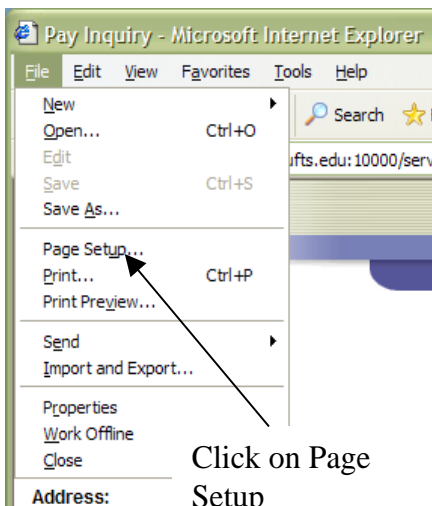 Pay Inquiry - Microsoft Internet Explorer
File Edit View Favorites Tools Help
New
Search
Open... Ctrl+O
Edit
ufts.edu:10000/serv
Save Ctrl+S
Save As...
Page Setup...
Print... Ctrl+P
Print Preview...
Send
Import and Export...
Properties
Work Offline
Close
Click on Page
Setup
Address: